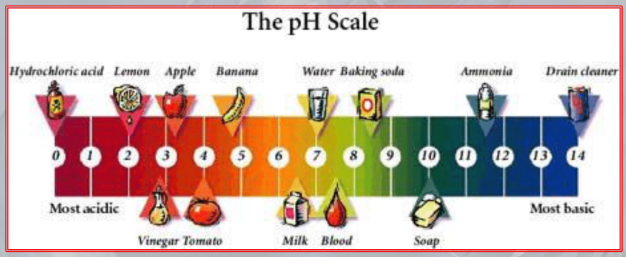 The pH Scale
Hydrochloric acid Lemon Apple Banana Water Baking soda Ammonia Drain cleaner
0 1 2 3 4 5 6 7 8 9 10 11 12 13 14
Most acidic Most basic
Vinegar Tomato Milk Blood Soap